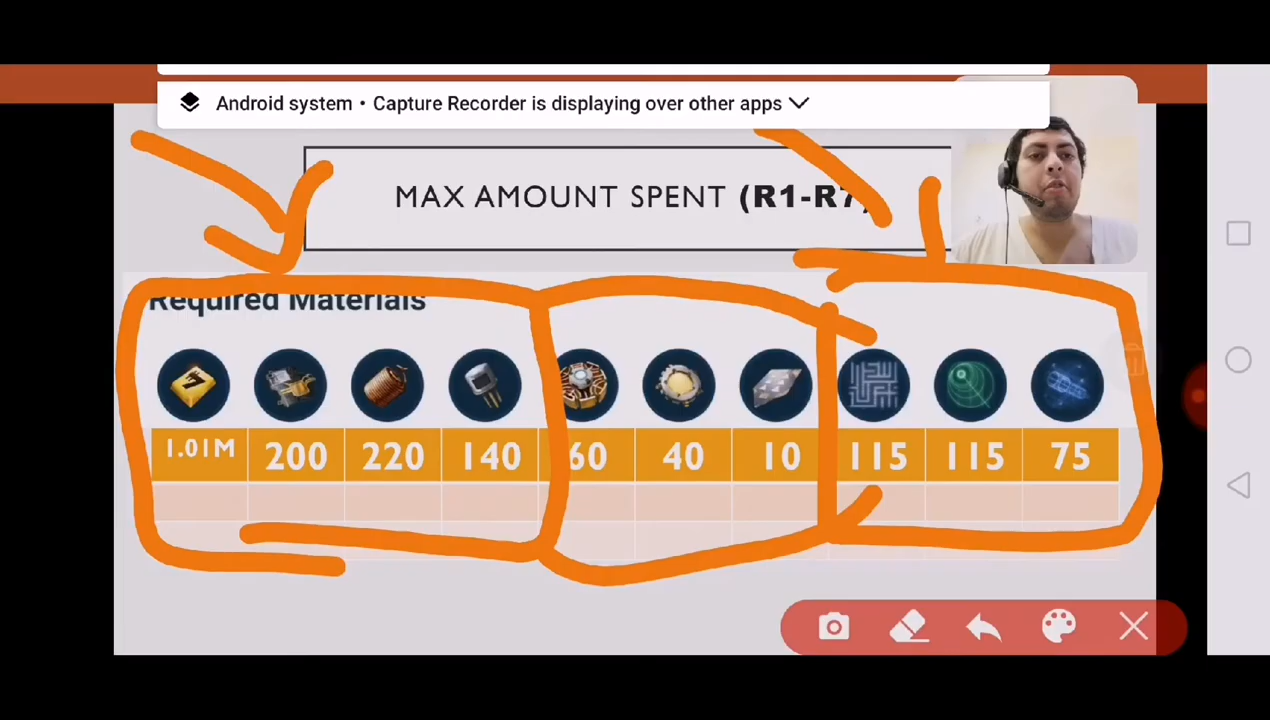 Android system • Capture Recorder is displaying over other apps
MAX AMOUNT SPENT (R1-R7)
Required Materials
1.01M 200 220 140 60 40 10 115 115 75